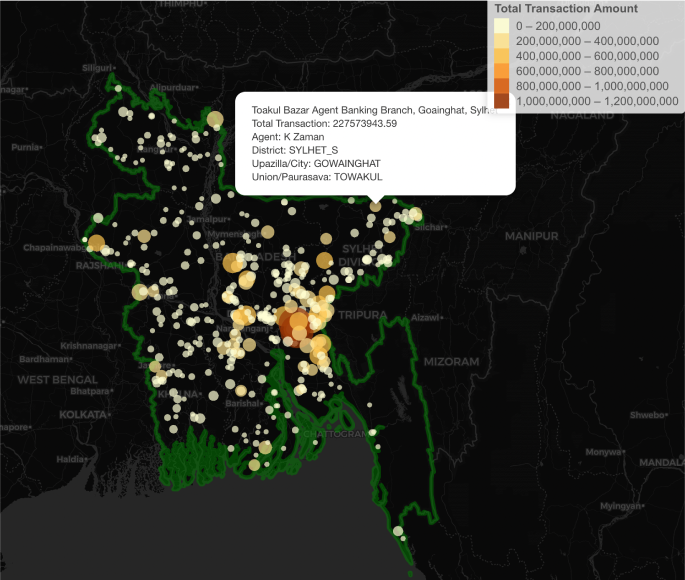 THIMPHU•
Total Transaction Amount
0 – 200,000,000
200,000,000 – 400,000,000
400,000,000 – 600,000,000
600,000,000 – 800,000,000
800,000,000 – 1,000,000,000
1,000,000,000 – 1,200,000,000
Siliguri•
Alipurduar•
NAGALAND
Toakul Bazar Agent Banking Branch, Goainghat, Sylh
Total Transaction: 227573943.59
Agent: K Zaman
District: SYLHET_S
Upazilla/City: GOWAINGHAT
Union/Paurasava: TOWAKUL
Purnia•
Jamalpur•
Mymensingh
Silchar•
MANIPUR
Chapainawabg
SYLH
DIVI
RAJSHAHI
TRIPURA
Aizawl•
Narayanganj
Krishnanagar•
Bardhaman•
MIZORAM
WEST BENGAL
Bhatpara•
KHULNA
Barishal•
KOLKATA•
Shwebo•
CHATTOGRAM
Haldia•
Monywa•
MANDALA
Myingyan•